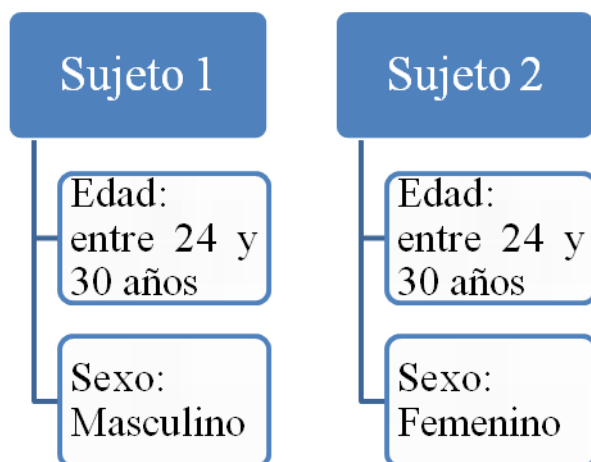 Sujeto 1
Edad:
entre 24 y
30 años
Sexo:
Masculino
Sujeto 2
Edad:
entre 24 y
30 años
Sexo:
Femenino